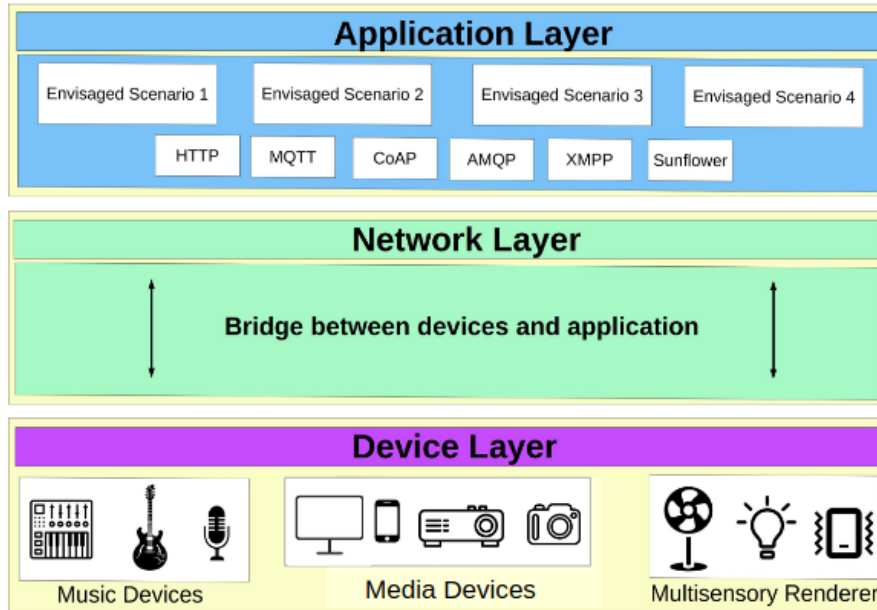 Application Layer
Envisaged Scenario 1 Envisaged Scenario 2 Envisaged Scenario 3 Envisaged Scenario 4
HTTP MQTT CoAP AMQP XMPP Sunflower
Network Layer
Bridge between devices and application
Device Layer
Music Devices Media Devices Multisensory Renderer